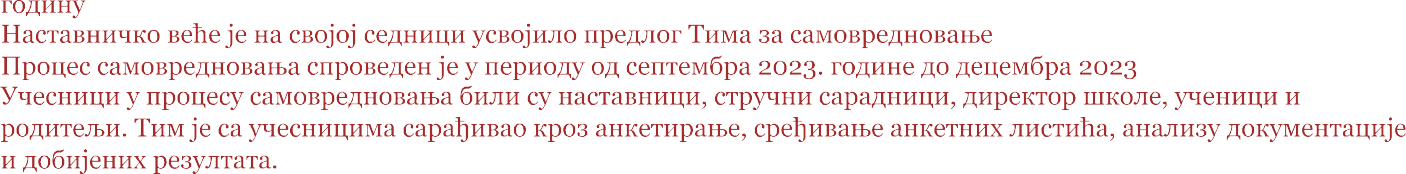 годину
Наставничко веће је на својој седници усвојило предлог Тима за самовредновање
Процес самовредновања спроведен је у периоду од септембра 2023. године до децембра 2023
Учесници у процесу самовредновања били су наставници, стручни сарадници, директор школе, ученици и
родитељи. Тим је са учесницима сарађивао кроз анкетирање, сређивање анкетних листића, анализу документације
и добијених резултата.